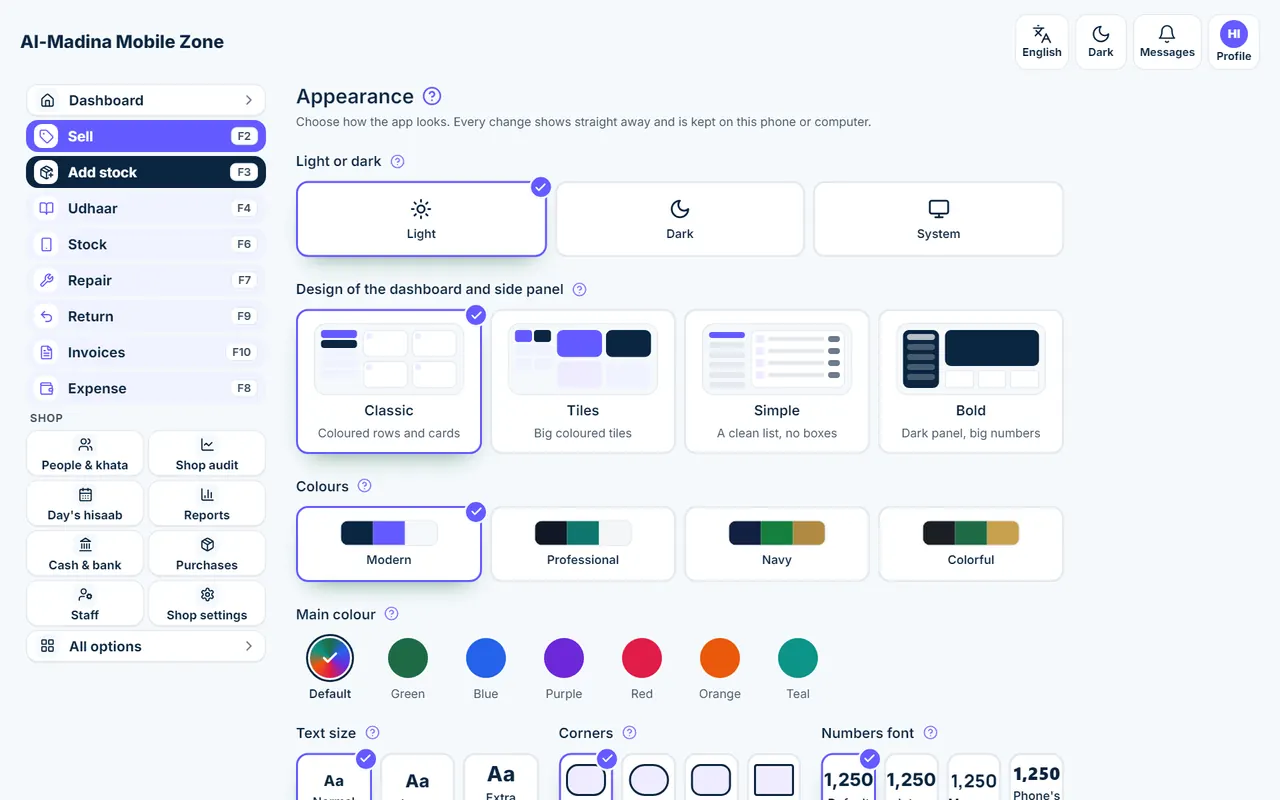 Al-Madina Mobile Zone
English
Dark
Messages
HI
Profile
Dashboard
Sell F2
Add stock F3
Udhaar F4
Stock F6
Repair F7
Return F9
Invoices F10
Expense F8
SHOP
People & khata
Shop audit
Day's hisaab
Reports
Cash & bank
Purchases
Staff
Shop settings
All options
Appearance
Choose how the app looks. Every change shows straight away and is kept on this phone or computer.
Light or dark
Light
Dark
System
Design of the dashboard and side panel
Classic
Coloured rows and cards
Tiles
Big coloured tiles
Simple
A clean list, no boxes
Bold
Dark panel, big numbers
Colours
Modern
Professional
Navy
Colorful
Main colour
Default
Green
Blue
Purple
Red
Orange
Teal
Text size
Aa
Normal
Aa
Aa
Extra
Corners
Numbers font
1,250
Default
1,250
1,250
1,250
Phone's